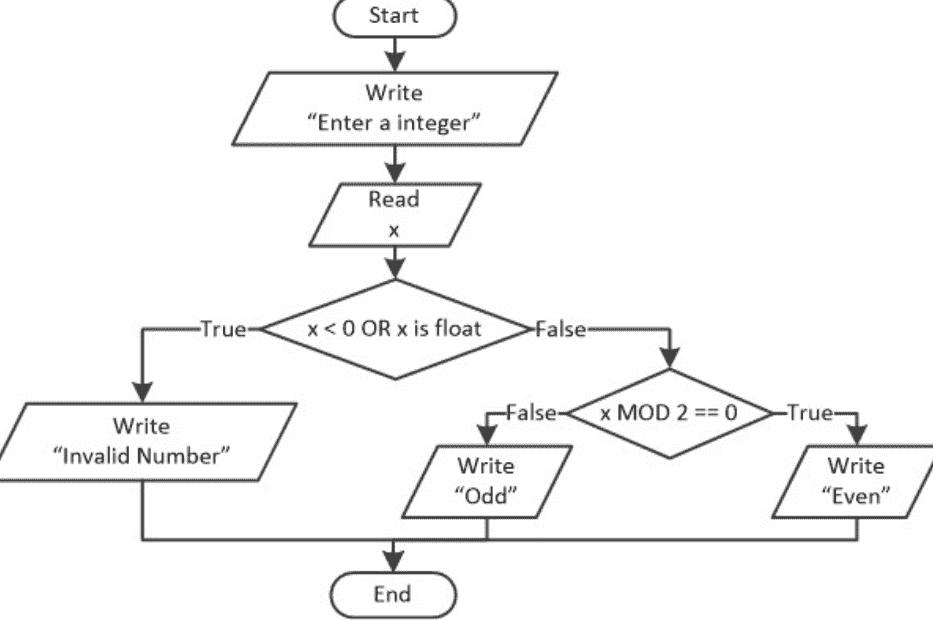 Start
Write
“Enter a integer”
Read
x
x < 0 OR x is float
True
False
Write
“Invalid Number”
x MOD 2 == 0
False
True
Write
“Odd”
Write
“Even”
End